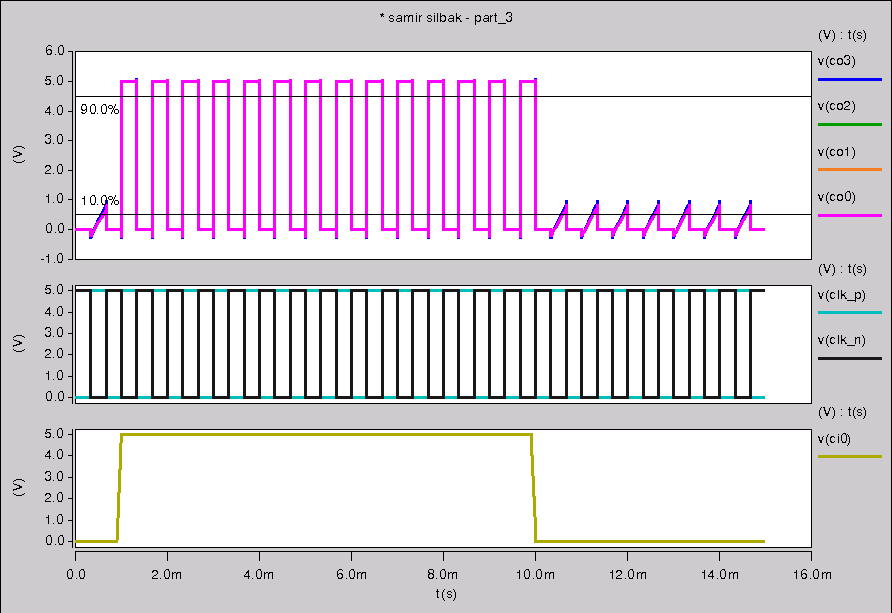 * samir silbak - part_3
(V) : t(s)
v(co3)
v(co2)
v(co1)
v(co0)
6.0
5.0
4.0
3.0
2.0
1.0
0.0
-1.0
(V)
90.0%
10.0%
(V) : t(s)
v(clk_p)
v(clk_n)
5.0
4.0
3.0
2.0
1.0
0.0
(V)
(V) : t(s)
v(ci0)
5.0
4.0
3.0
2.0
1.0
0.0
(V)
0.0 2.0m 4.0m 6.0m 8.0m 10.0m 12.0m 14.0m 16.0m
t(s)